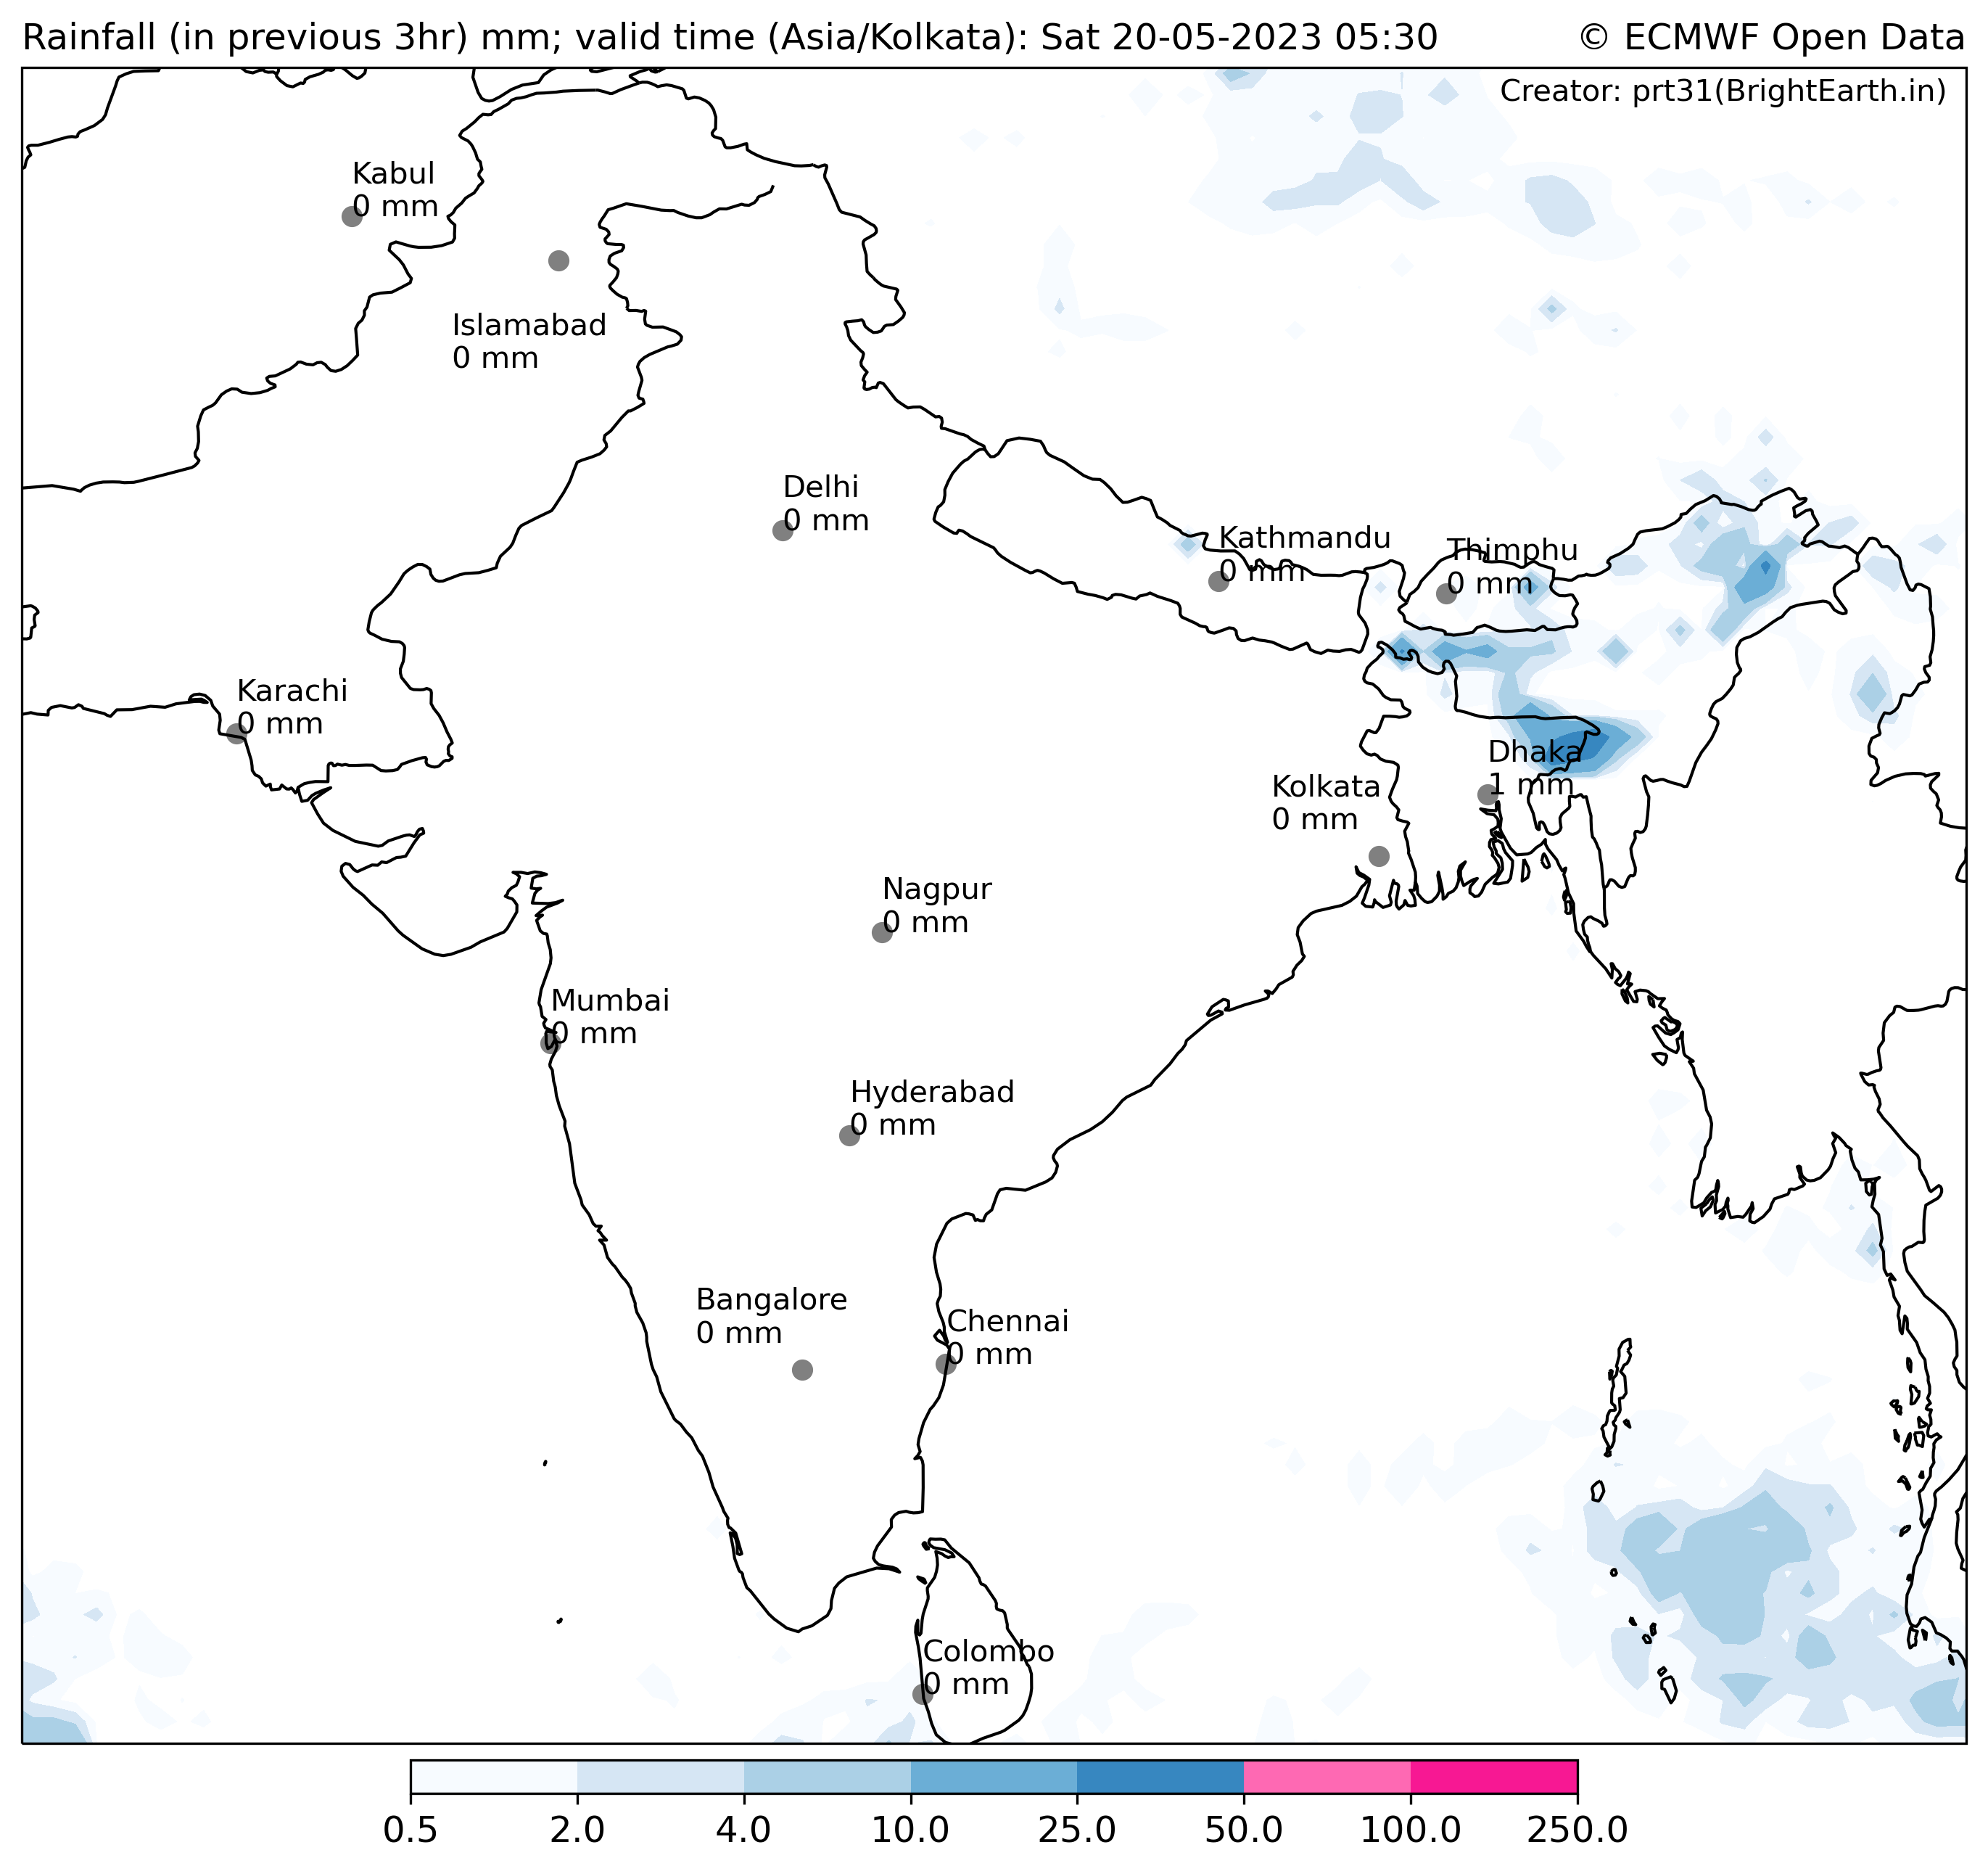 Rainfall (in previous 3hr) mm; valid time (Asia/Kolkata): Sat 20-05-2023 05:30
© ECMWF Open Data
Creator: prt31(BrightEarth.in)
Kabul
0 mm
Islamabad
0 mm
Delhi
0 mm
Kathmandu
0 mm
Thimphu
0 mm
Karachi
0 mm
Dhaka
1 mm
Kolkata
0 mm
Nagpur
0 mm
Mumbai
0 mm
Hyderabad
0 mm
Bangalore
0 mm
Chennai
0 mm
Colombo
0 mm
0.5 2.0 4.0 10.0 25.0 50.0 100.0 250.0